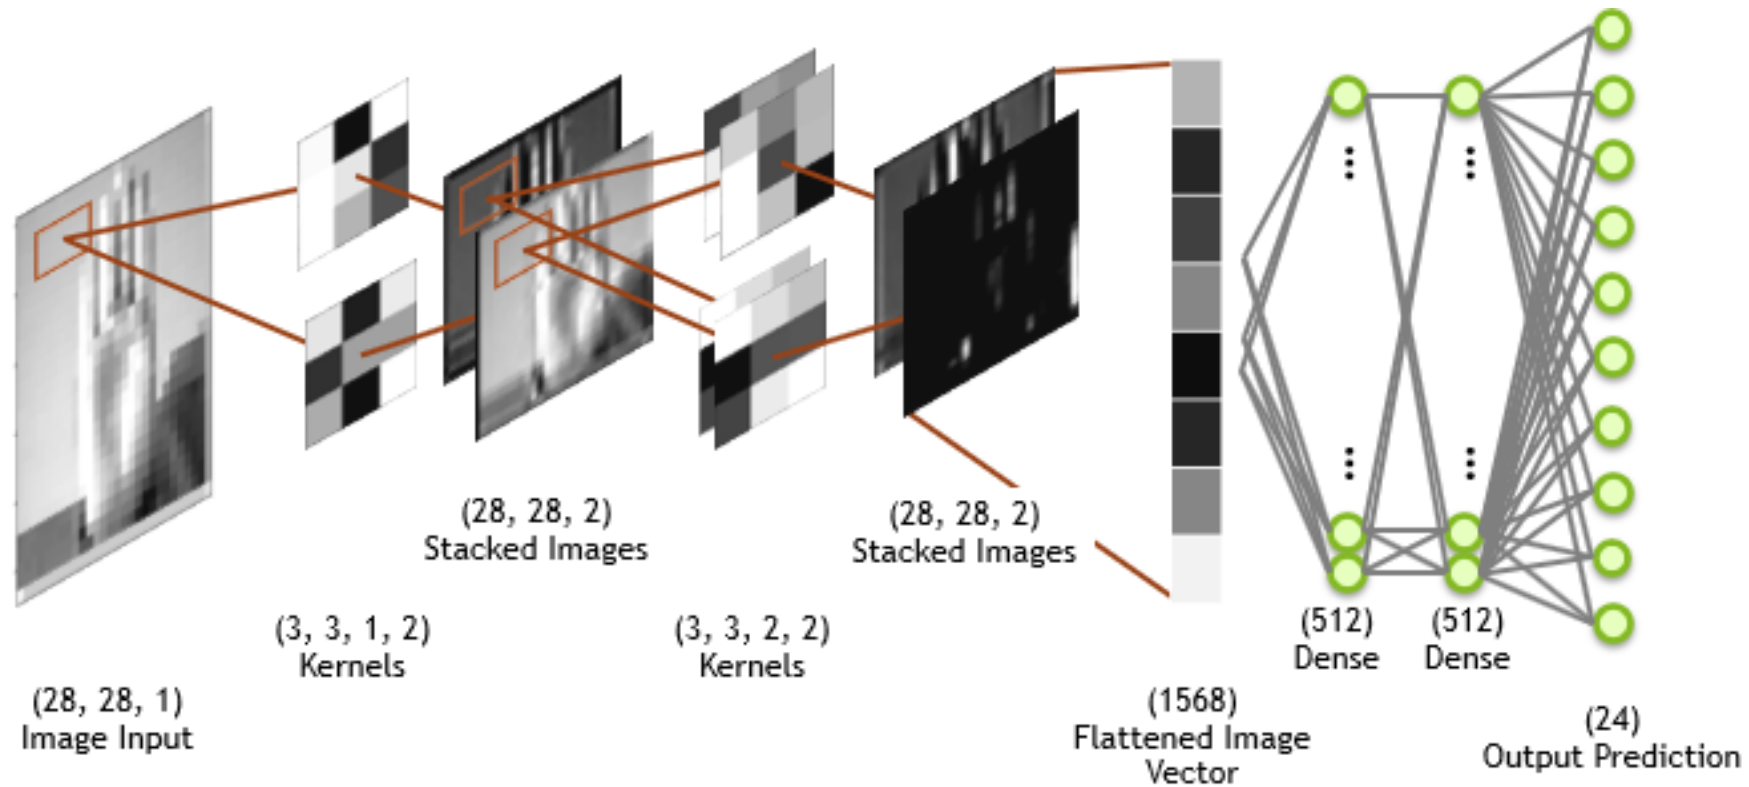 (28, 28, 1)
Image Input
(3, 3, 1, 2)
Kernels
(28, 28, 2)
Stacked Images
(3, 3, 2, 2)
Kernels
(28, 28, 2)
Stacked Images
(1568)
Flattened Image
Vector
(512)
Dense
(512)
Dense
(24)
Output Prediction